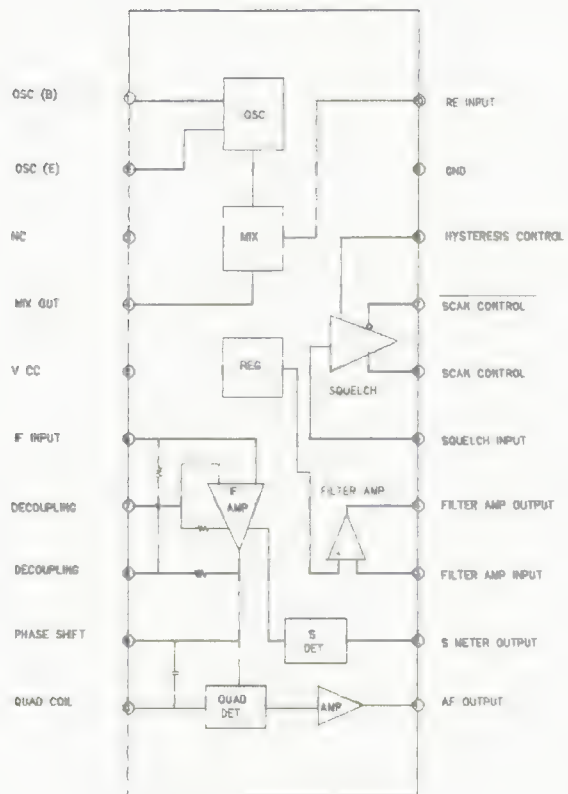 OSC (B)
OSC
RE INPUT
OSC (E)
GND
NC
MIX
HYSTERESIS CONTROL
MIX OUT
SCAN CONTROL
V CC
REG
SCAN CONTROL
SQUELCH
IF INPUT
SQUELCH INPUT
DECOUPLING
IF
AMP
FILTER AMP
FILTER AMP OUTPUT
DECOUPLING
FILTER AMP INPUT
PHASE SHIFT
S
DET
S METER OUTPUT
QUAD COIL
QUAD
DET
AMP
AF OUTPUT